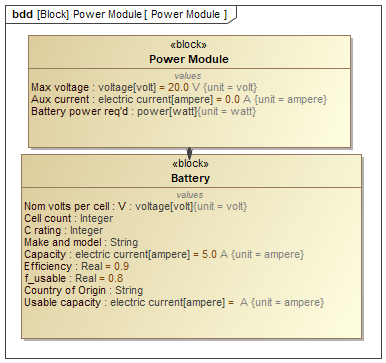 bdd [Block] Power Module [ Power Module ]
«block»
Power Module
values
Max voltage : voltage[volt] = 20.0 V {unit = volt}
Aux current : electric current[ampere] = 0.0 A {unit = ampere}
Battery power req'd : power[watt]{unit = watt}
«block»
Battery
values
Nom volts per cell : V : voltage[volt]{unit = volt}
Cell count : Integer
C rating : Integer
Make and model : String
Capacity : electric current[ampere] = 5.0 A {unit = ampere}
Efficiency : Real = 0.9
f_usable : Real = 0.8
Country of Origin : String
Usable capacity : electric current[ampere] = A {unit = ampere}